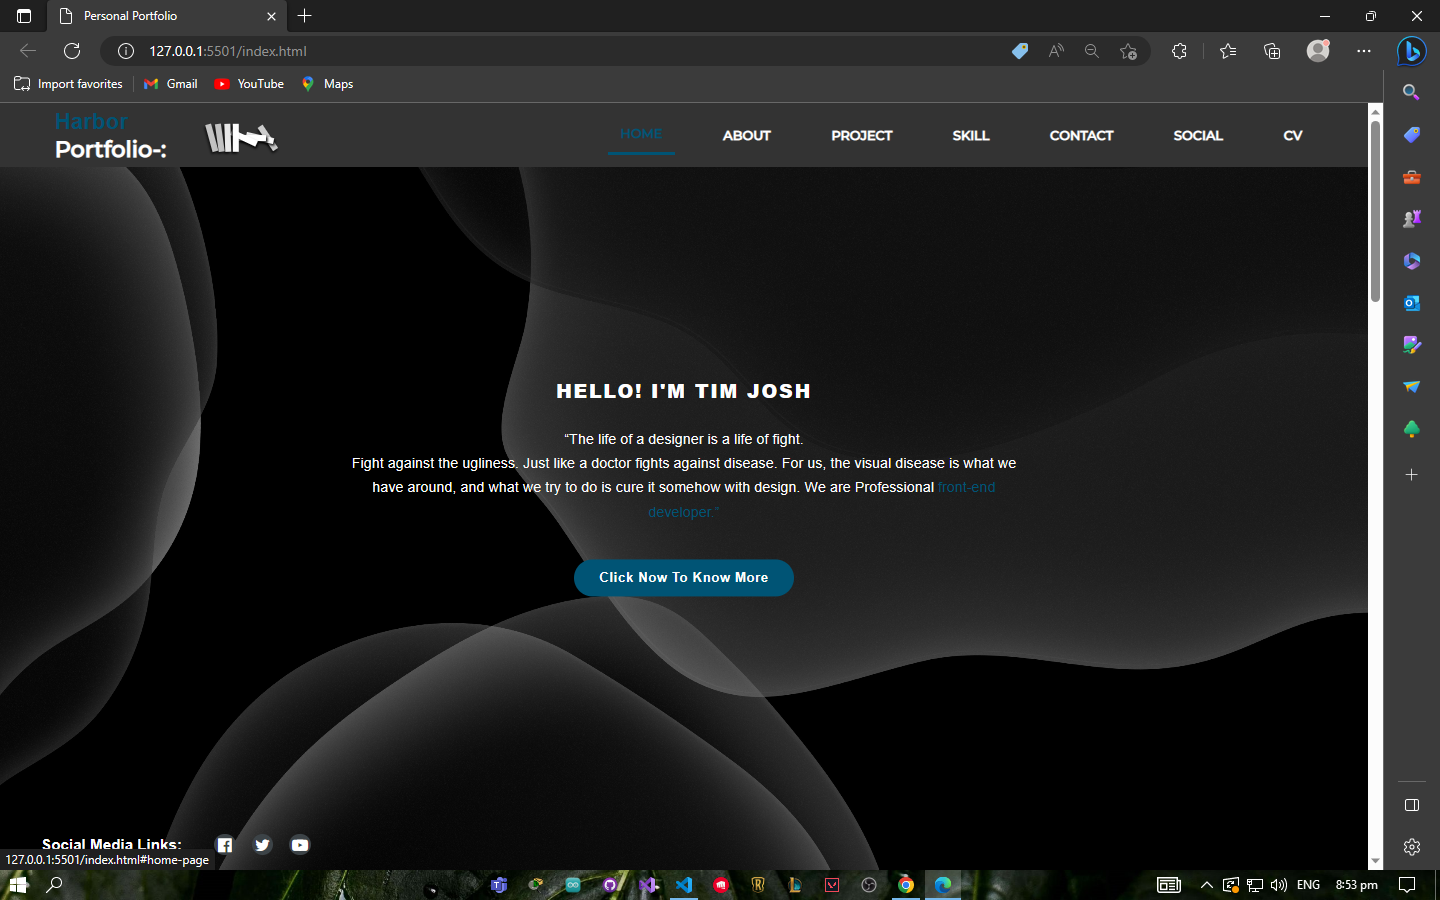 Personal Portfolio
127.0.0.1:5501/index.html
Import favorites
Gmail
YouTube
Maps
Harbor
Portfolio-:
HOME
ABOUT
PROJECT
SKILL
CONTACT
SOCIAL
CV
HELLO! I'M TIM JOSH
“The life of a designer is a life of fight.
Fight against the ugliness. Just like a doctor fights against disease. For us, the visual disease is what we
have around, and what we try to do is cure it somehow with design. We are Professional front-end
developer.”
Click Now To Know More
Social Media Links:
127.0.0.1:5501/index.html#home-page
ENG
8:53 pm